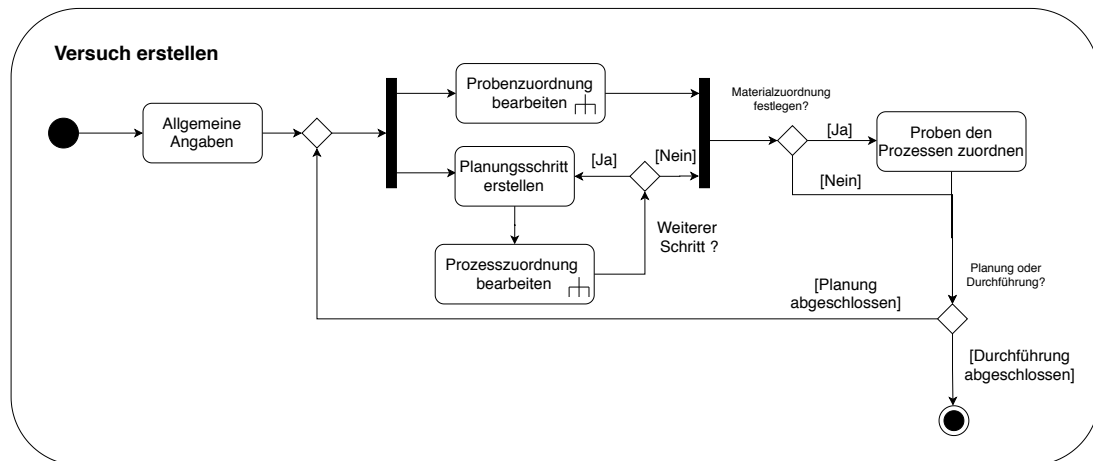 Versuch erstellen
Allgemeine
Angaben
Probenzuordnung
bearbeiten
Planungsschritt
erstellen
[Ja]
[Nein]
Weiterer
Schritt ?
Prozesszuordnung
bearbeiten
Materialzuordnung
festlegen?
[Ja]
[Nein]
Proben den
Prozessen zuordnen
Planung oder
Durchführung?
[Planung
abgeschlossen]
[Durchführung
abgeschlossen]